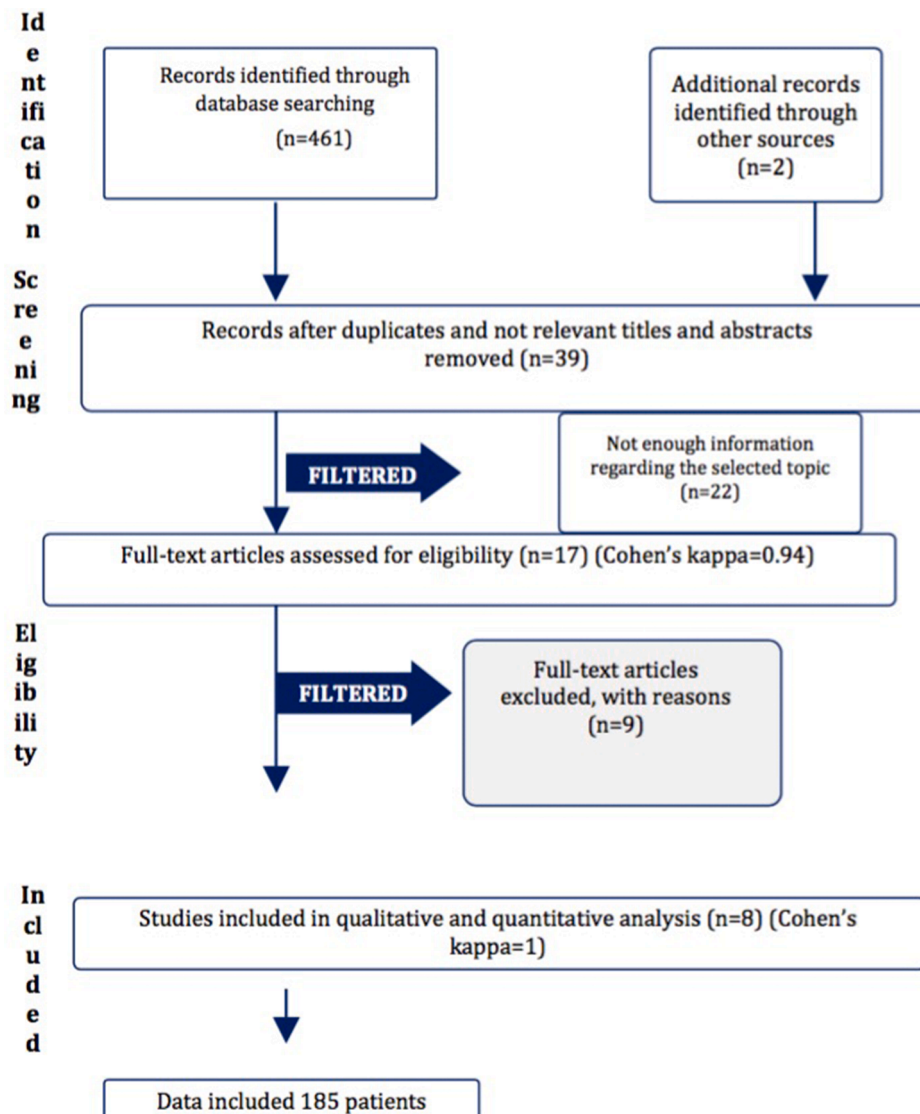 Id
e
nt
ifi
ca
ti
o
n
Records identified through
database searching
(n=461)
Additional records
identified through
other sources
(n=2)
Sc
re
e
ni
ng
Records after duplicates and not relevant titles and abstracts
removed (n=39)
FILTERED
Not enough information
regarding the selected topic
(n=22)
Full-text articles assessed for eligibility (n=17) (Cohen's kappa=0.94)
El
ig
ib
ili
ty
FILTERED
Full-text articles
excluded, with reasons
(n=9)
In
cl
u
d
e
d
Studies included in qualitative and quantitative analysis (n=8) (Cohen's
kappa=1)
Data included 185 patients